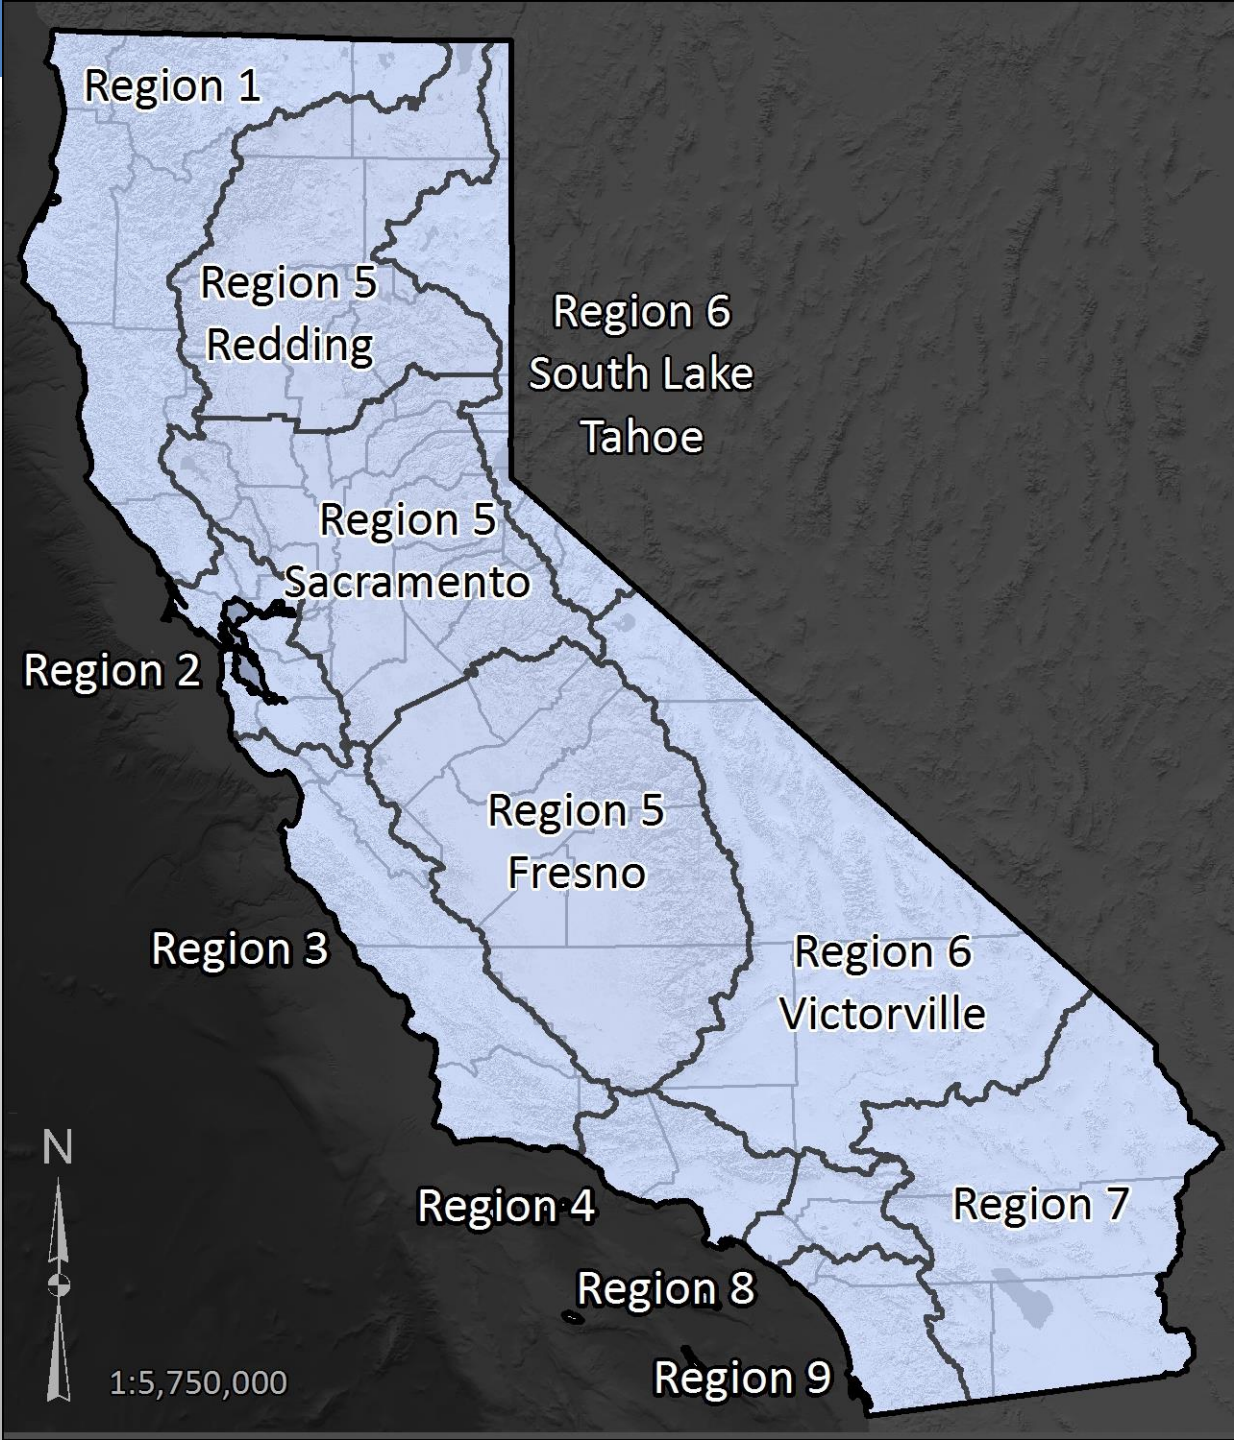 Region 1
Region 5
Redding
Region 6
South Lake
Tahoe
Region 5
Sacramento
Region 2
Region 5
Fresno
Region 3
Region 6
Victorville
N
Region 4
Region 7
Region 8
Region 9
1:5,750,000